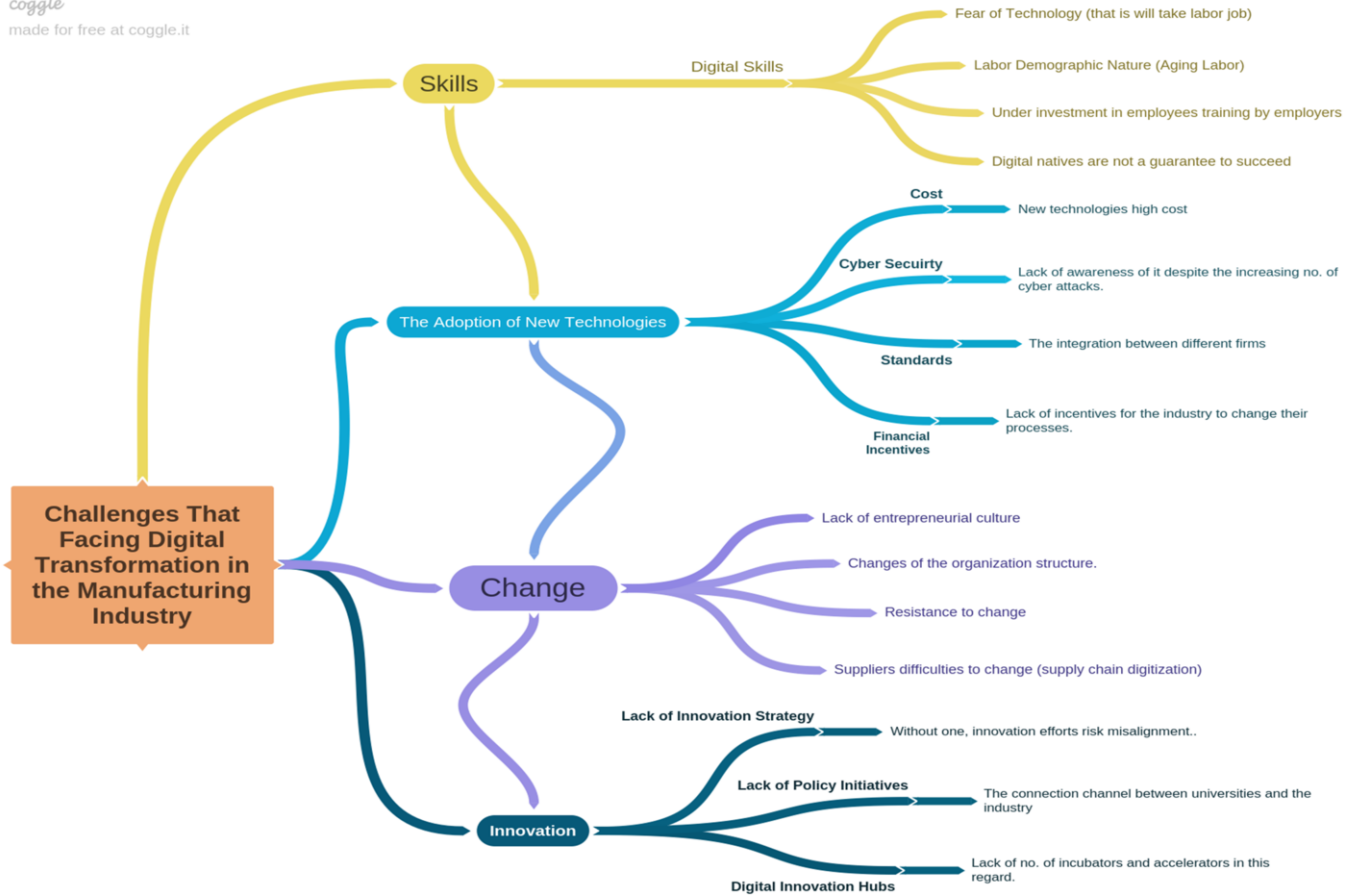 coggle
made for free at coggle.it
Skills
Digital Skills
Fear of Technology (that is will take labor job)
Labor Demographic Nature (Aging Labor)
Under investment in employees training by employers
Digital natives are not a guarantee to succeed
The Adoption of New Technologies
Cost
New technologies high cost
Cyber Secuirty
Lack of awareness of it despite the increasing no. of
cyber attacks.
Standards
The integration between different firms
Financial
Incentives
Lack of incentives for the industry to change their
processes.
Challenges That
Facing Digital
Transformation in
the Manufacturing
Industry
Change
Lack of entrepreneurial culture
Changes of the organization structure.
Resistance to change
Suppliers difficulties to change (supply chain digitization)
Innovation
Lack of Innovation Strategy
Without one, innovation efforts risk misalignment..
Lack of Policy Initiatives
The connection channel between universities and the
industry
Digital Innovation Hubs
Lack of no. of incubators and accelerators in this
regard.